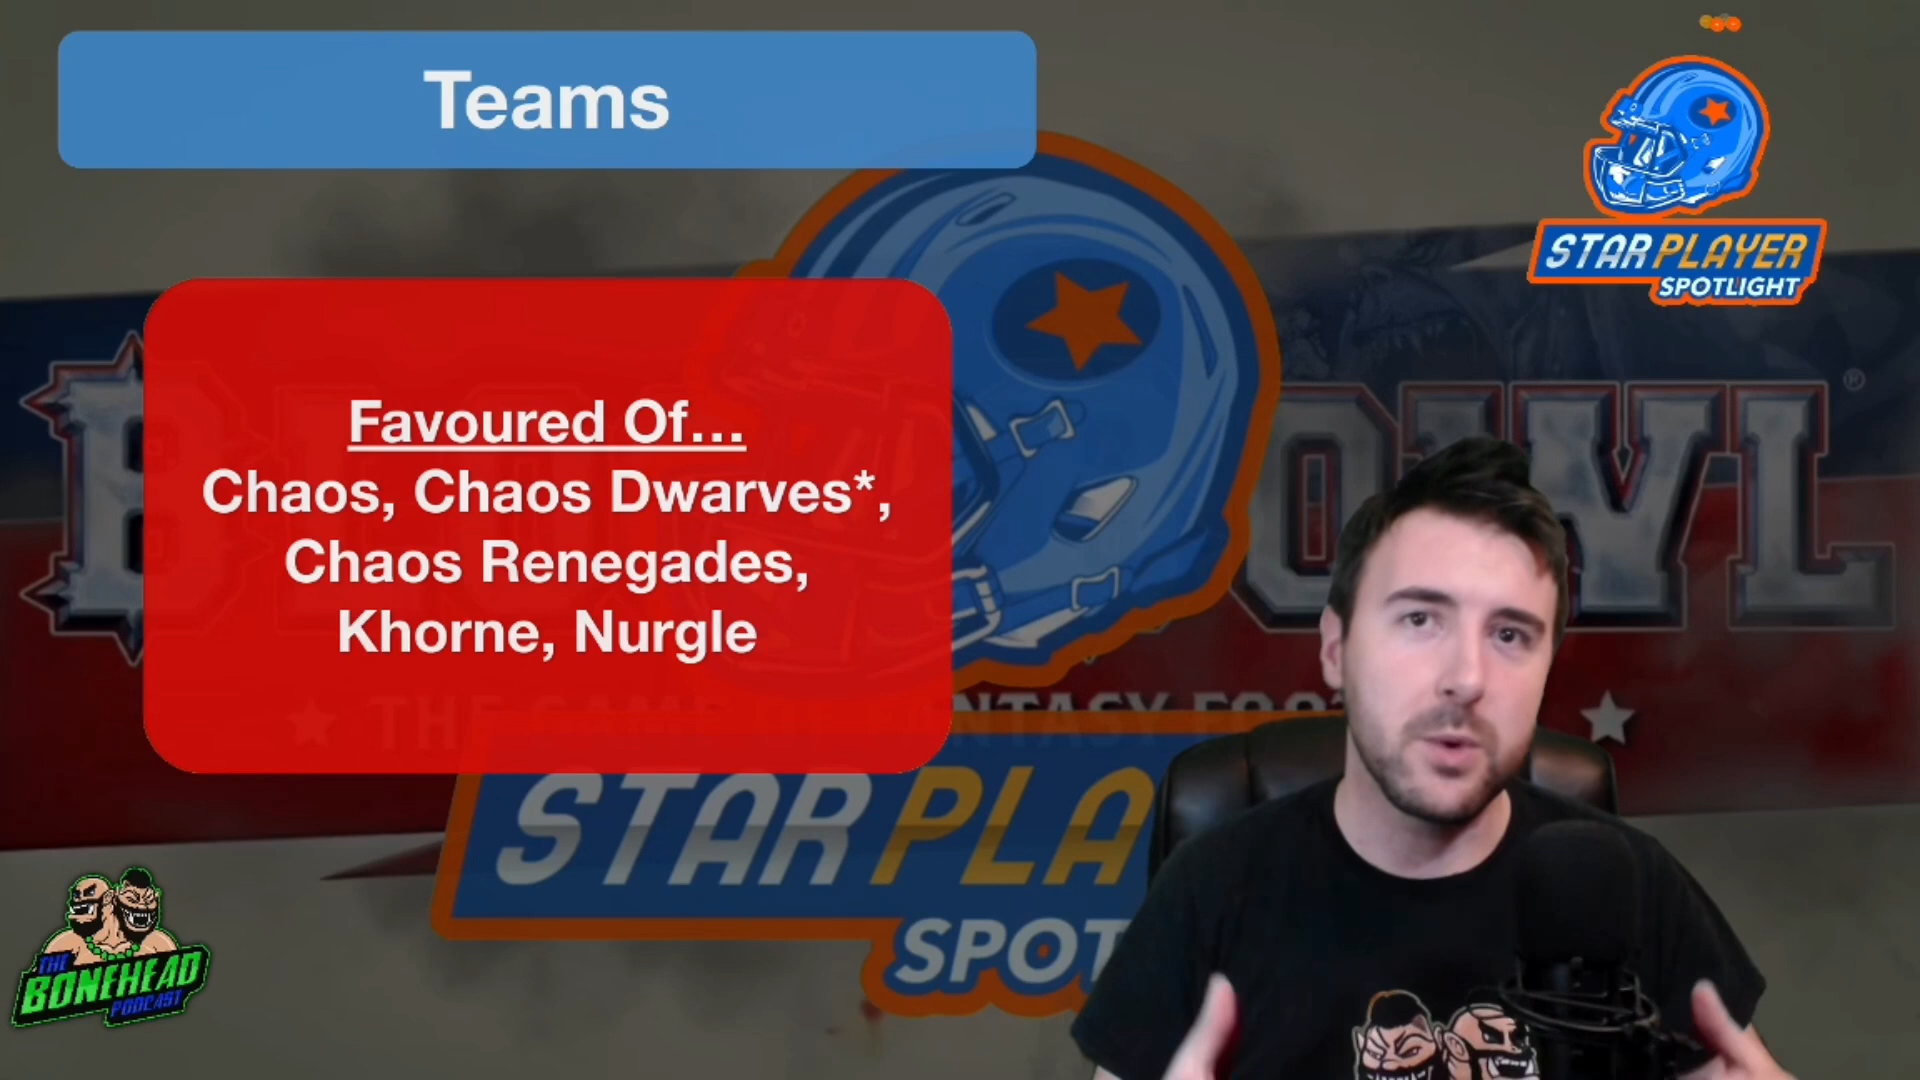 Teams
STAR PLAYER
SPOTLIGHT
Favoured Of...
Chaos, Chaos Dwarves*,
Chaos Renegades,
Khorne, Nurgle
STAR PLA
SPOT
THE
BONEHEAD
PODCAST